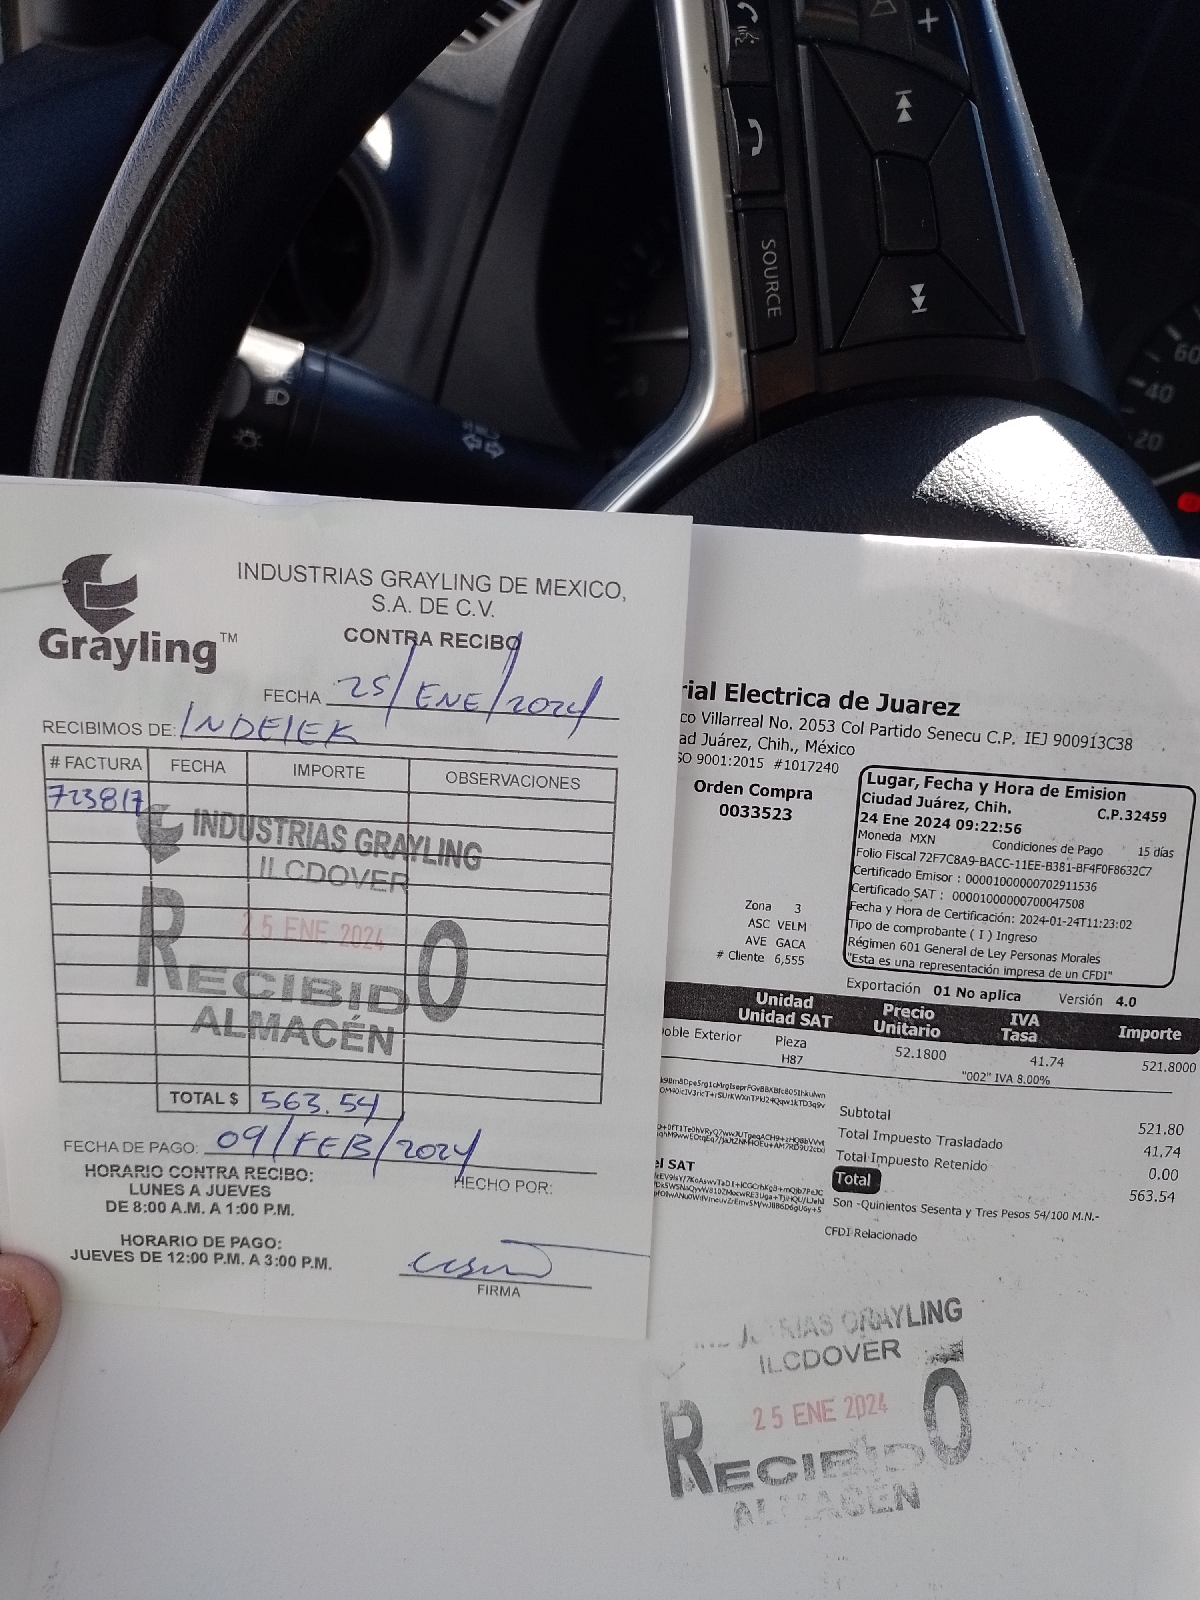 SOURCE
60
40
20
Grayling™
INDUSTRIAS GRAYLING DE MEXICO,
S.A. DE C.V.
CONTRA RECIBO
FECHA 25/ENE/2024
RECIBIMOS DE: INDELEK
# FACTURA FECHA IMPORTE OBSERVACIONES
723817
INDUSTRIAS GRAYLING
ILCDOVER
25 ENE 2024
RECIBIDO
ALMACÉN
TOTAL $ 563.54
FECHA DE PAGO: 09/FEB/2024
HORARIO CONTRA RECIBO:
LUNES A JUEVES
DE 8:00 A.M. A 1:00 P.M.
HECHO POR:
HORARIO DE PAGO:
JUEVES DE 12:00 P.M. A 3:00 P.M.
FIRMA
rial Electrica de Juarez
co Villarreal No. 2053 Col Partido Senecu C.P. IEJ 900913C38
ad Juárez, Chih., México
SO 9001:2015 #1017240
Orden Compra
0033523
Lugar, Fecha y Hora de Emision
Ciudad Juárez, Chih. C.P.32459
24 Ene 2024 09:22:56
Moneda MXN Condiciones de Pago 15 días
Folio Fiscal 72F7C8A9-BACC-11EE-B381-BF4F0F8632C7
Certificado Emisor : 00001000000702911536
Certificado SAT : 00001000000700047508
Fecha y Hora de Certificación: 2024-01-24T11:23:02
Tipo de comprobante ( I ) Ingreso
Régimen 601 General de Ley Personas Morales
"Esta es una representación impresa de un CFDI"
Zona 3
ASC VELM
AVE GACA
# Cliente 6,555
Exportación 01 No aplica Versión 4.0
Unidad Precio IVA
Unidad SAT Unitario Tasa Importe
oble Exterior Pieza 52.1800 41.74 521.8000
H87 "002" IVA 8.00%
Subtotal 521.80
Total Impuesto Trasladado 41.74
Total Impuesto Retenido 0.00
Total 563.54
el SAT
Son -Quinientos Sesenta y Tres Pesos 54/100 M.N.-
CFDI Relacionado
GRAYLING
ILCDOVER
25 ENE 2024
RECIBIDO
ALMACÉN